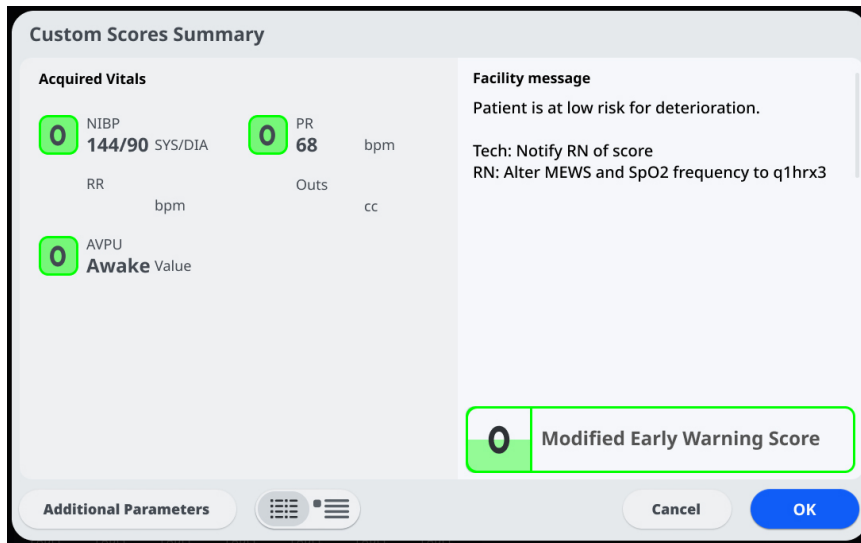 Custom Scores Summary
Acquired Vitals
0 NIBP 144/90 SYS/DIA
0 PR 68 bpm
RR bpm
Outs cc
0 AVPU Awake Value
Facility message
Patient is at low risk for deterioration.
Tech: Notify RN of score
RN: Alter MEWS and SpO2 frequency to q1hrx3
0 Modified Early Warning Score
Additional Parameters
Cancel
OK